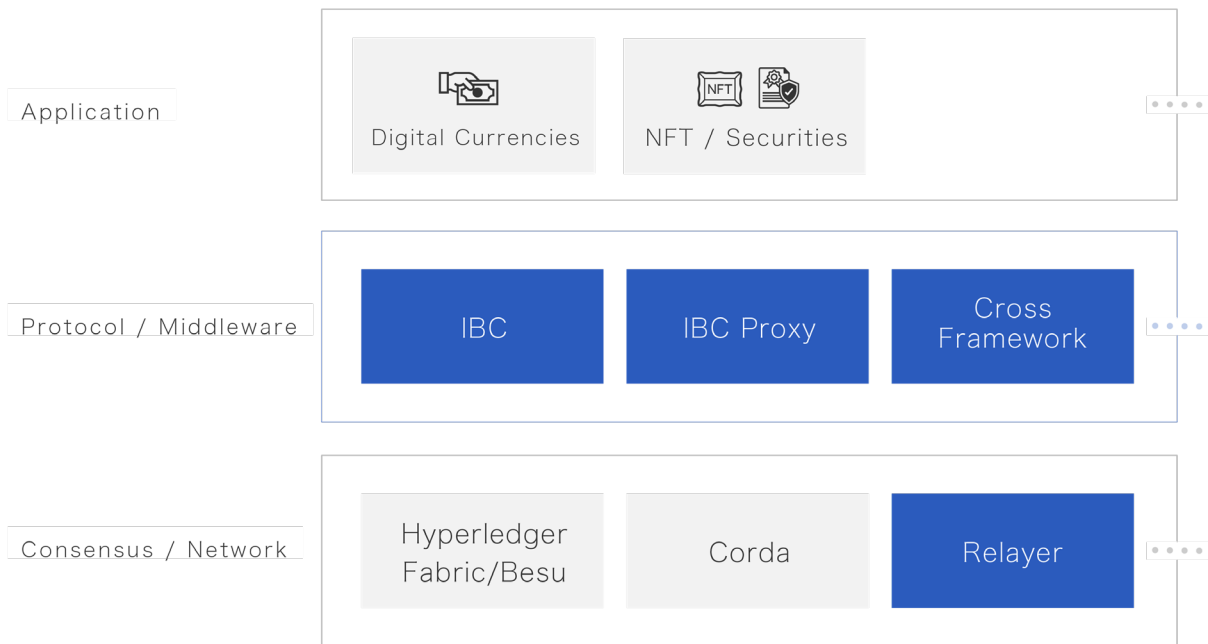 Application
NFT
Digital Currencies
NFT / Securities
Protocol / Middleware
IBC
IBC Proxy
Cross
Framework
Consensus / Network
Hyperledger
Fabric/Besu
Corda
Relayer